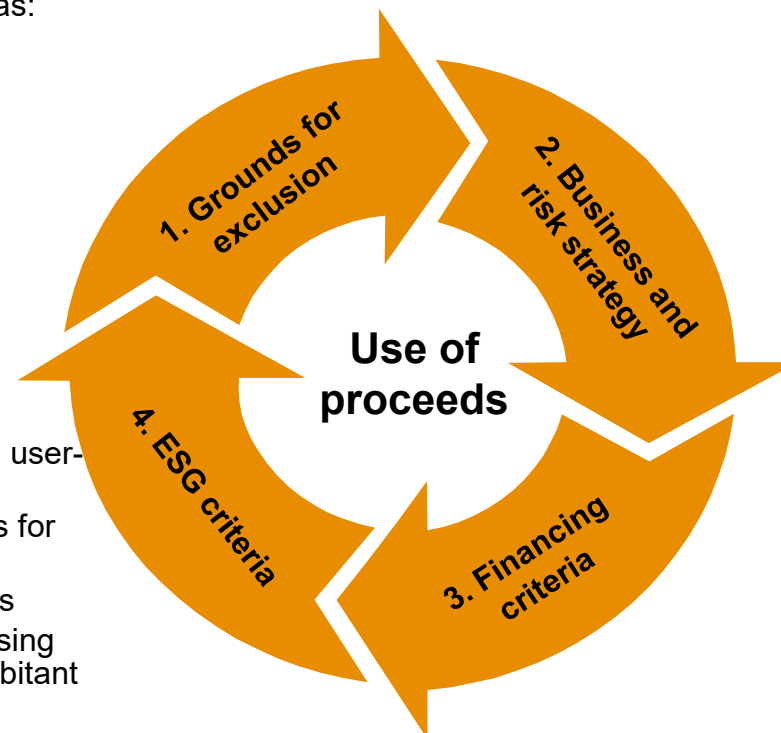 as:
1. Grounds for
exclusion
2. Business and
risk strategy
Use of
proceeds
3. Financing
criteria
4. ESG criteria
user-
s for
s
sing
bitant